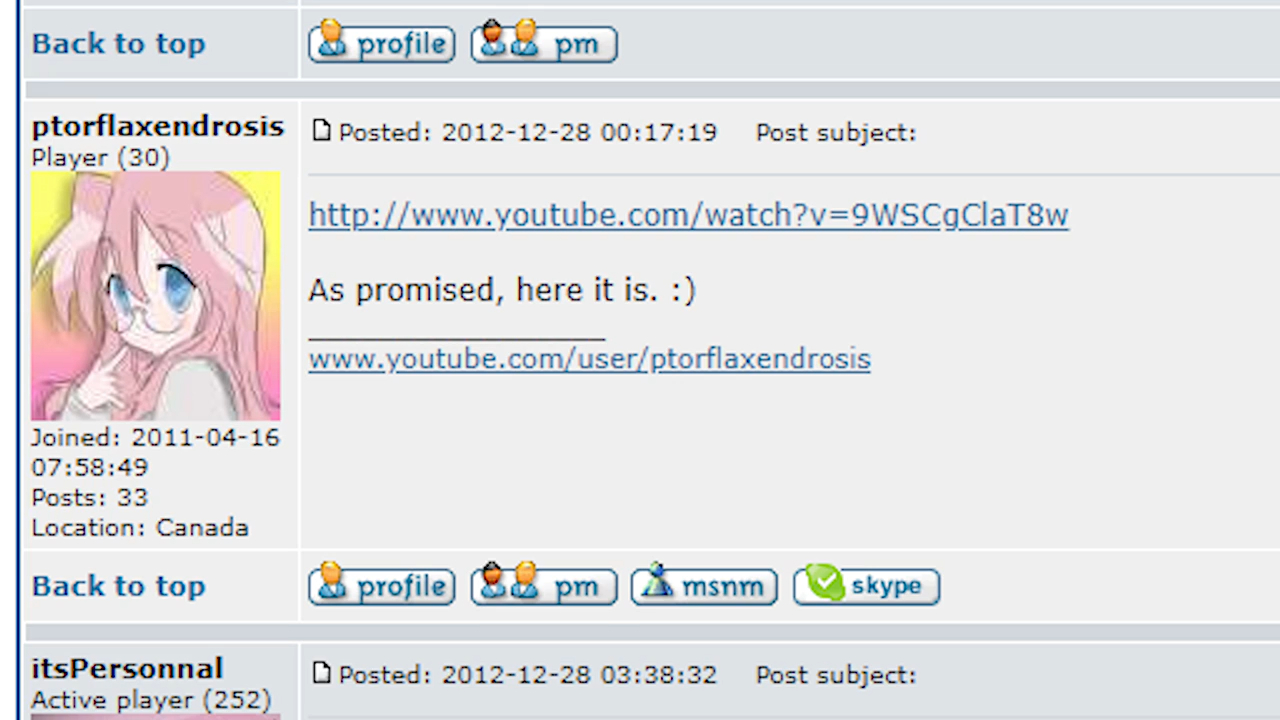 Back to top profile pm
ptorflaxendrosis
Player (30)
Posted: 2012-12-28 00:17:19 Post subject:
http://www.youtube.com/watch?v=9WSCgClaT8w
As promised, here it is. :)
_________________
www.youtube.com/user/ptorflaxendrosis
Joined: 2011-04-16
07:58:49
Posts: 33
Location: Canada
Back to top profile pm msnm skype
itsPersonnal
Active player (252)
Posted: 2012-12-28 03:38:32 Post subject: